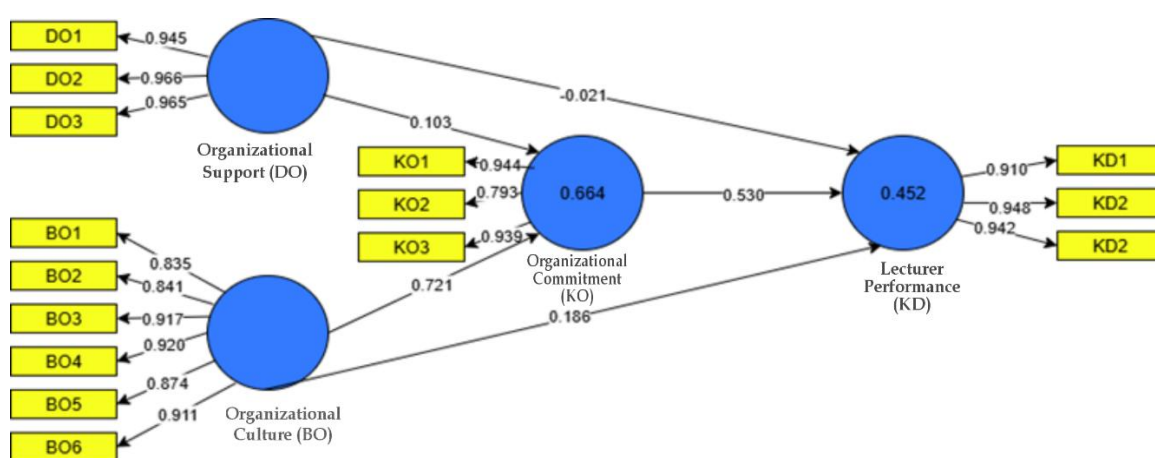 DO1
DO2
DO3
0.945
0.966
0.965
Organizational
Support (DO)
-0.021
0.103
KO1
KO2
KO3
0.944
0.793
0.939
0.664
Organizational
Commitment
(KO)
0.530
0.452
Lecturer
Performance
(KD)
0.910
0.948
0.942
KD1
KD2
KD2
BO1
BO2
BO3
BO4
BO5
BO6
0.835
0.841
0.917
0.920
0.874
0.911
0.721
0.186
Organizational
Culture (BO)